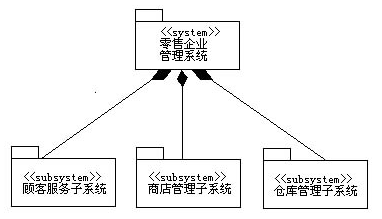 <<system>>
零售企业
管理系统
<<subsystem>>
顾客服务子系统
<<subsystem>>
商店管理子系统
<<subsystem>>
仓库管理子系统